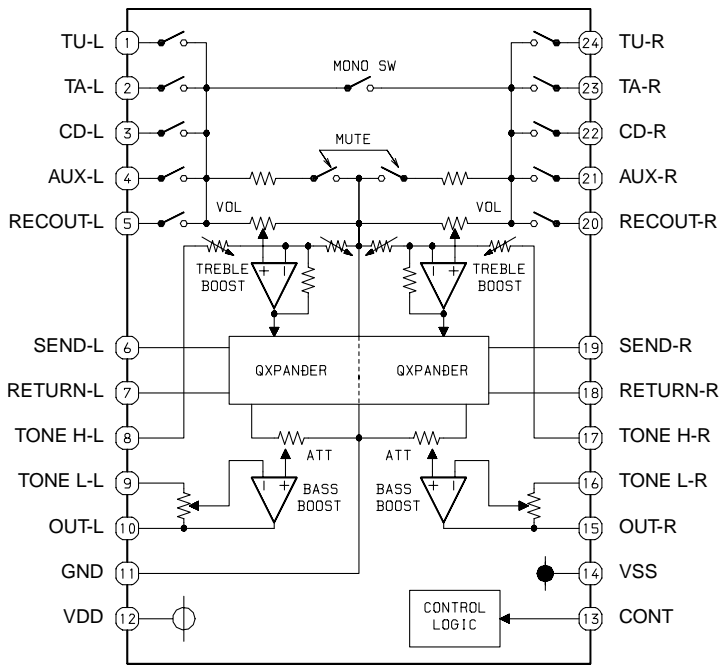 TU-L 1 24 TU-R
MONO SW
TA-L 2 23 TA-R
CD-L 3 22 CD-R
MUTE
AUX-L 4 21 AUX-R
VOL VOL
RECOUT-L 5 20 RECOUT-R
TREBLE BOOST + − + − TREBLE BOOST
SEND-L 6 19 SEND-R
QXPANDER QXPANDER
RETURN-L 7 18 RETURN-R
TONE H-L 8 17 TONE H-R
ATT ATT
TONE L-L 9 16 TONE L-R
− + BASS BOOST BASS BOOST + −
OUT-L 10 15 OUT-R
GND 11 14 VSS
VDD 12 13 CONT
CONTROL LOGIC